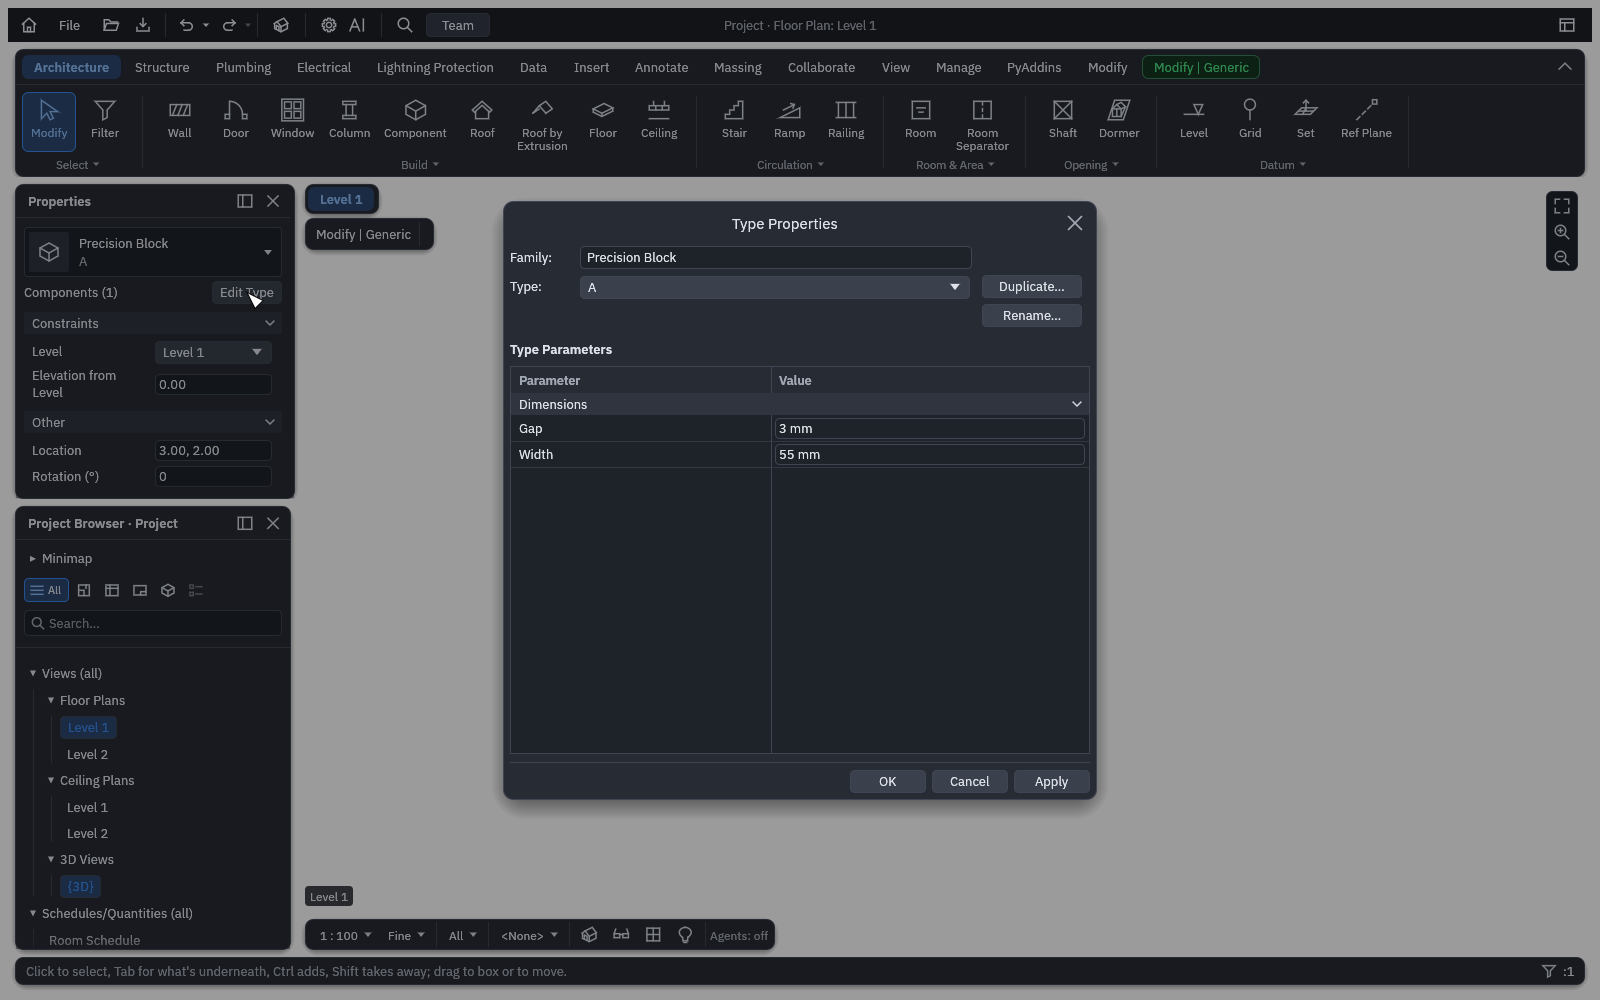 File
Team
Project · Floor Plan: Level 1
Architecture Structure Plumbing Electrical Lightning Protection Data Insert Annotate Massing Collaborate View Manage PyAddins Modify Modify | Generic
Modify Filter Wall Door Window Column Component Roof Roof by Extrusion Floor Ceiling Stair Ramp Railing Room Room Separator Shaft Dormer Level Grid Set Ref Plane
Select Build Circulation Room & Area Opening Datum
Properties
Precision Block
A
Components (1) Edit Type
Constraints
Level Level 1
Elevation from Level 0.00
Other
Location 3.00, 2.00
Rotation (°) 0
Project Browser · Project
Minimap
All
Search...
Views (all)
Floor Plans
Level 1
Level 2
Ceiling Plans
Level 1
Level 2
3D Views
{3D}
Schedules/Quantities (all)
Room Schedule
Level 1
Modify | Generic
Type Properties
Family: Precision Block
Type: A Duplicate...
Rename...
Type Parameters
Parameter Value
Dimensions
Gap 3 mm
Width 55 mm
OK Cancel Apply
Level 1
1 : 100 Fine All <None> Agents: off
Click to select, Tab for what's underneath, Ctrl adds, Shift takes away; drag to box or to move.
:1